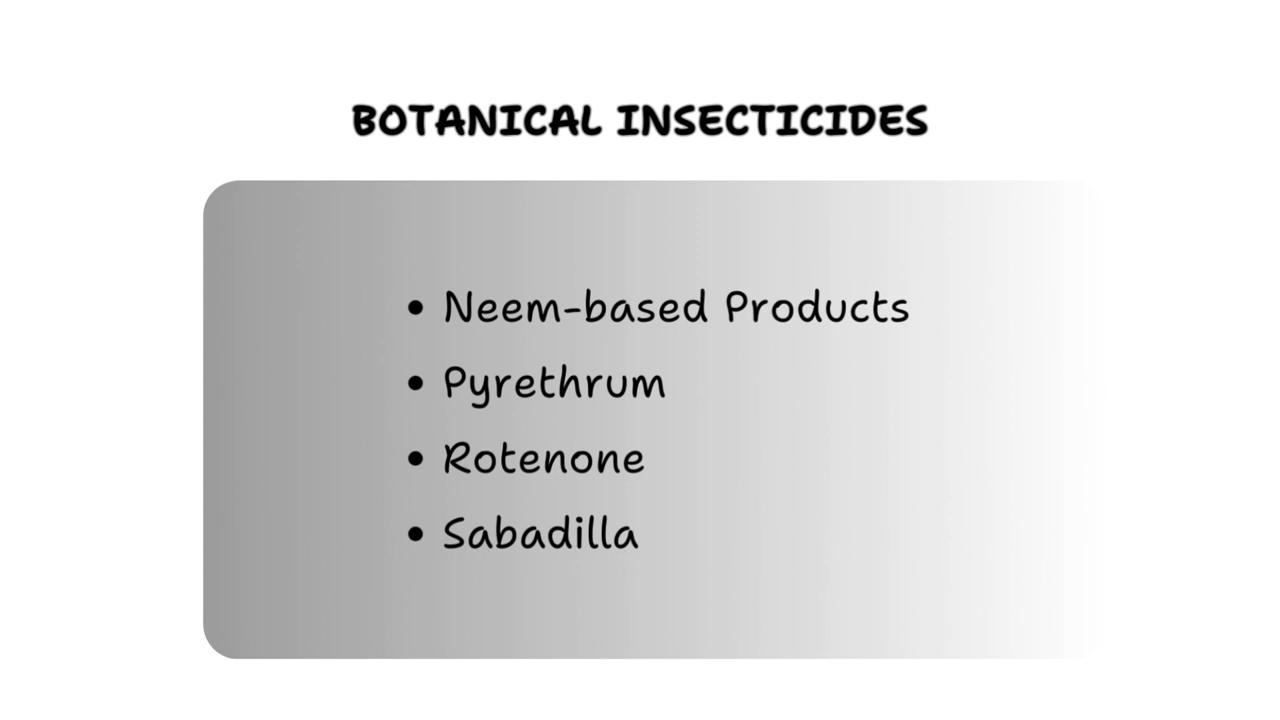 BOTANICAL INSECTICIDES
• Neem-based Products
• Pyrethrum
• Rotenone
• Sabadilla